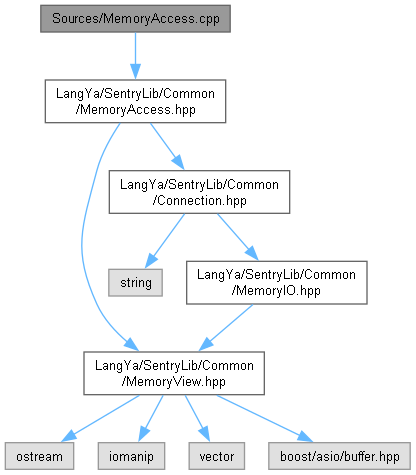 Sources/MemoryAccess.cpp
LangYa/SentryLib/Common
/MemoryAccess.hpp
LangYa/SentryLib/Common
/Connection.hpp
string
LangYa/SentryLib/Common
/MemoryIO.hpp
LangYa/SentryLib/Common
/MemoryView.hpp
ostream
iomanip
vector
boost/asio/buffer.hpp